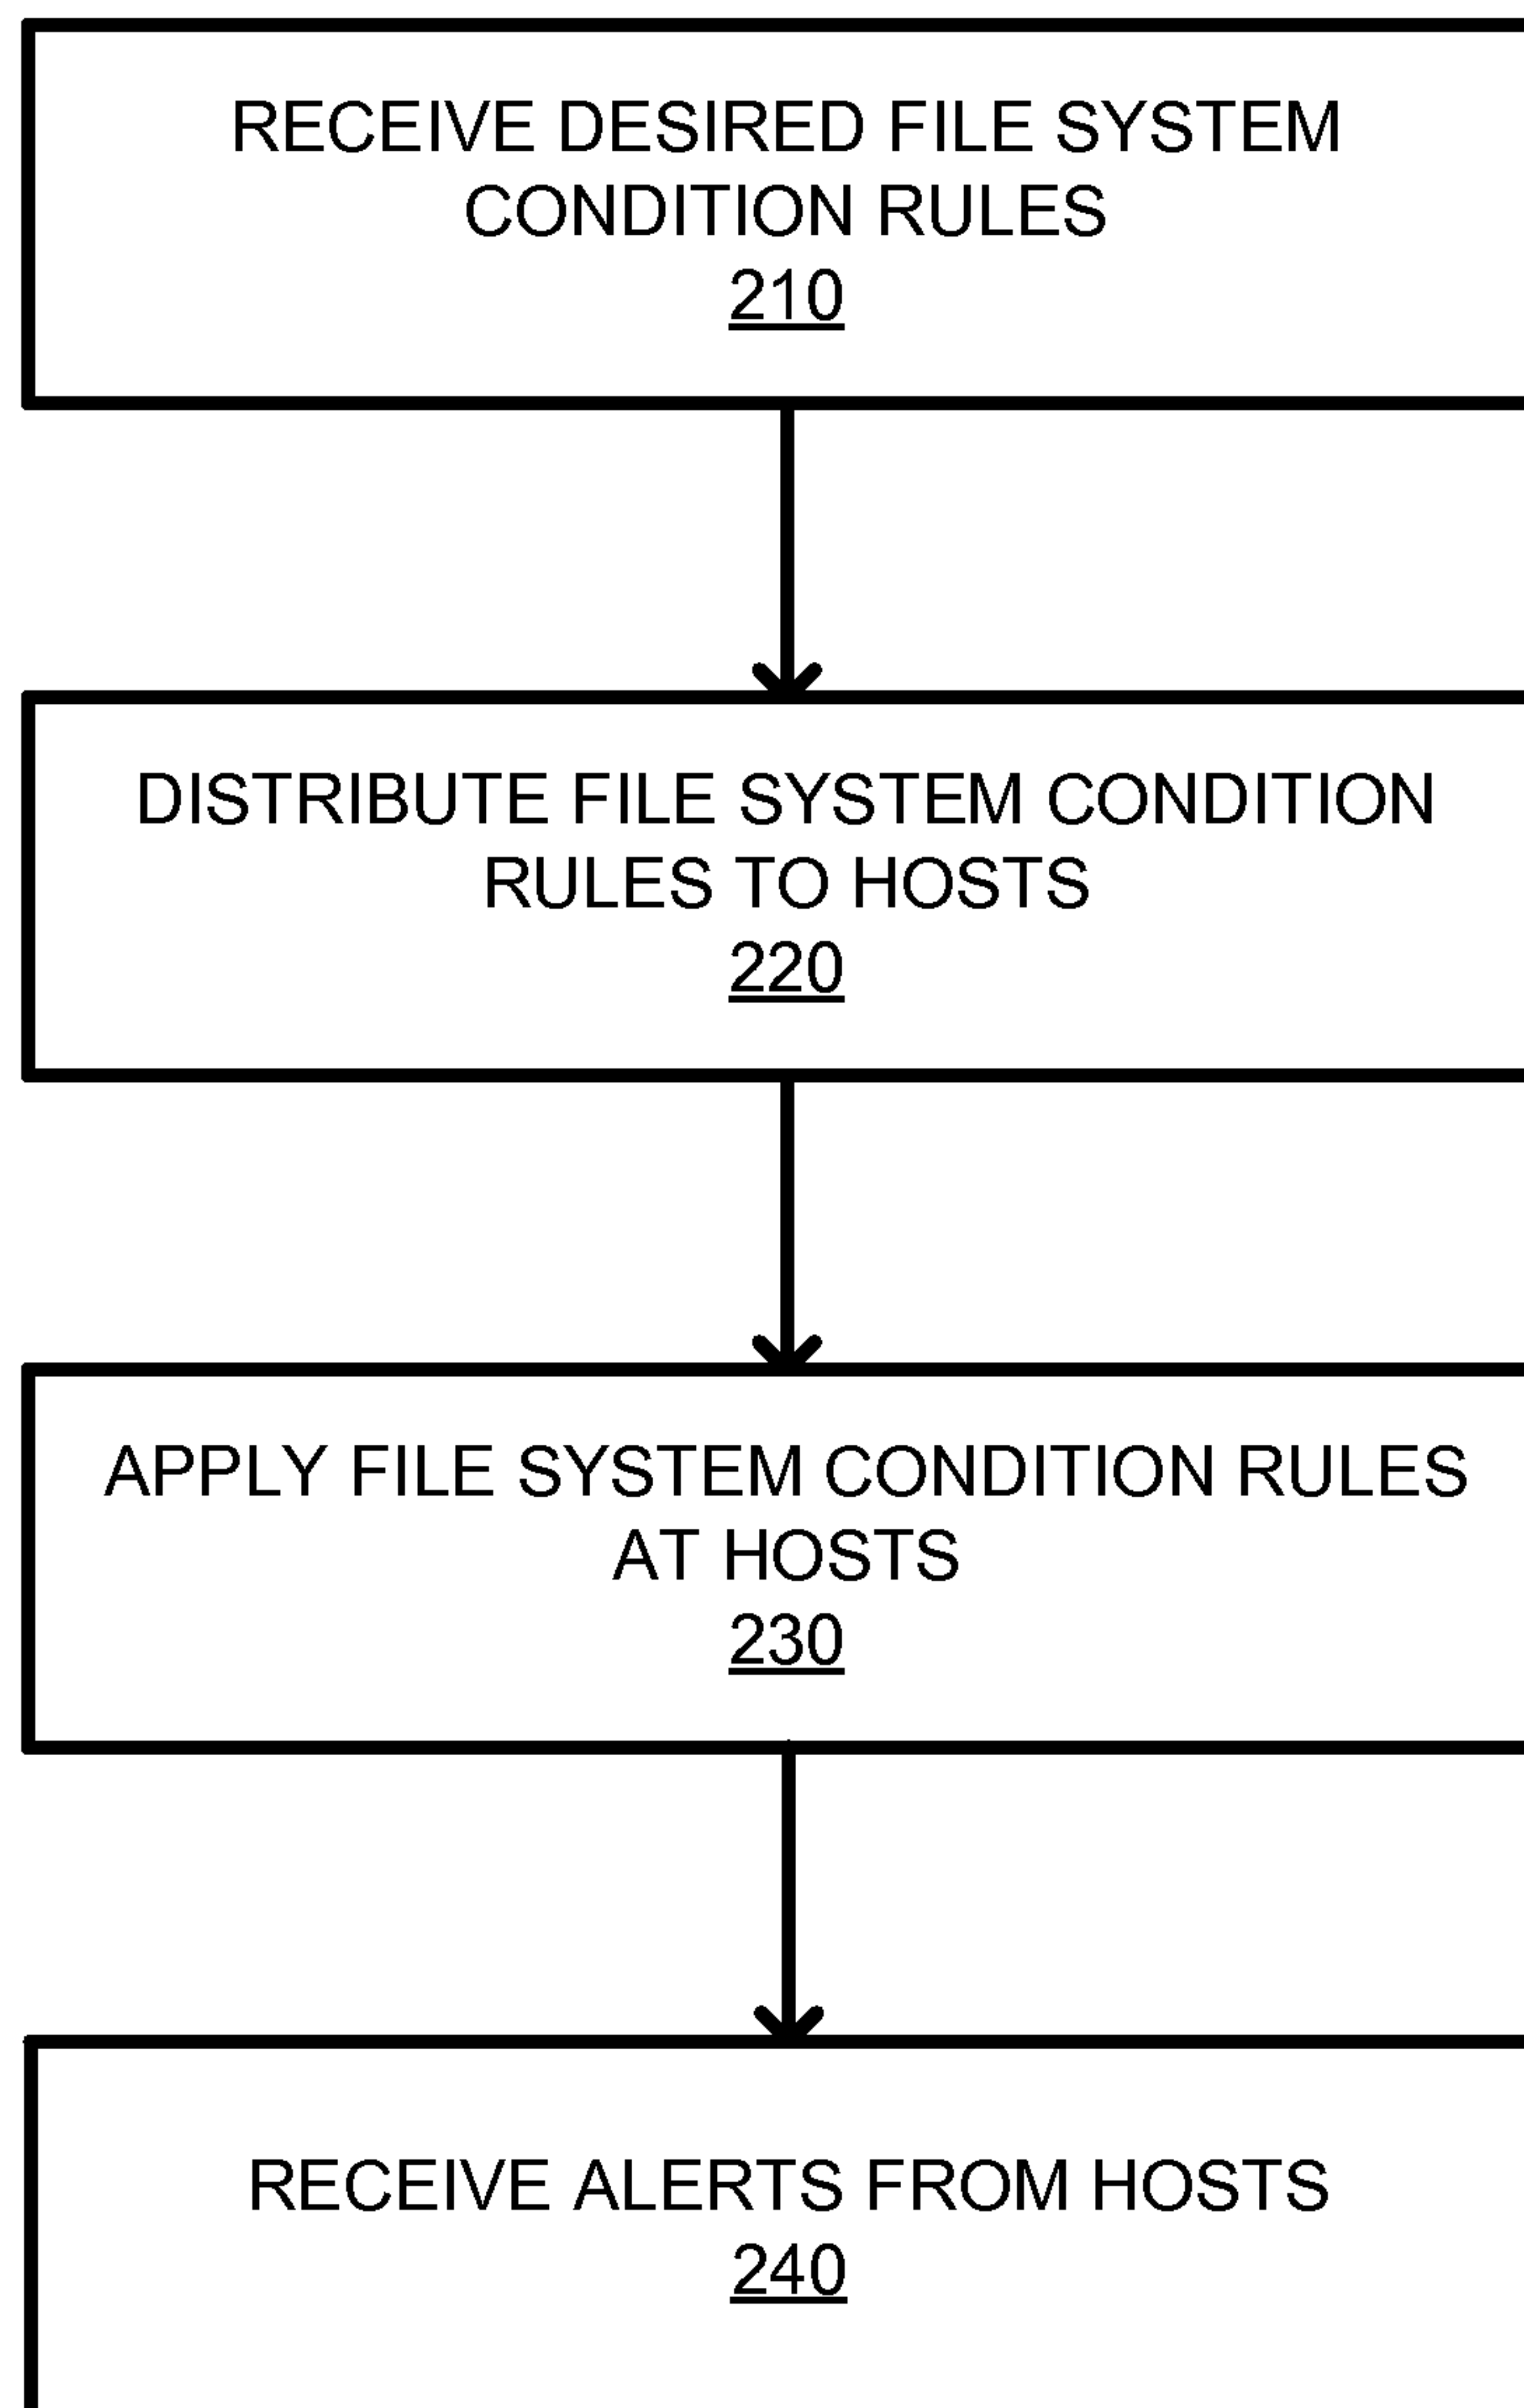 RECEIVE DESIRED FILE SYSTEM
CONDITION RULES
210
DISTRIBUTE FILE SYSTEM CONDITION
RULES TO HOSTS
220
APPLY FILE SYSTEM CONDITION RULES
AT HOSTS
230
RECEIVE ALERTS FROM HOSTS
240